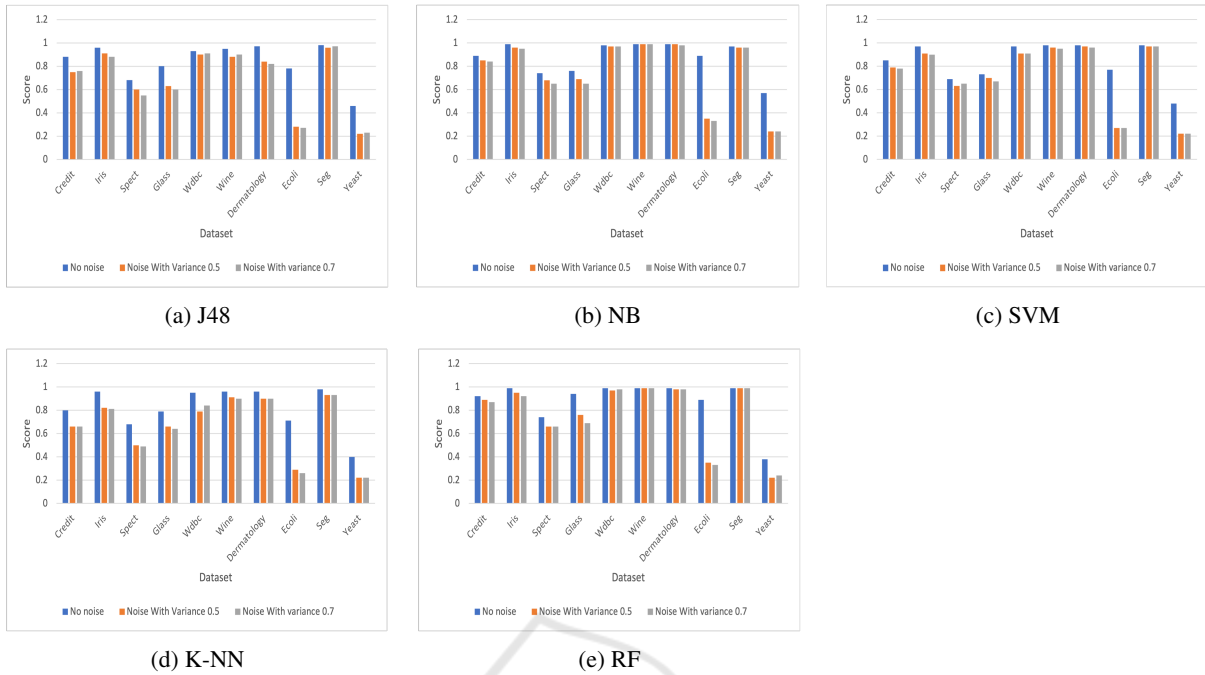 1.2
1
0.8
0.6
0.4
0.2
0
Score
Credit
Iris
Spect
Glass
Wdbc
Wine
Dermatology
Ecoli
Seg
Yeast
Dataset
No noise Noise With Variance 0.5 Noise With variance 0.7
(a) J48
1.2
1
0.8
0.6
0.4
0.2
0
Score
Credit
Iris
Spect
Glass
Wdbc
Wine
Dermatology
Ecoli
Seg
Yeast
Dataset
No noise Noise With Variance 0.5 Noise With variance 0.7
(b) NB
1.2
1
0.8
0.6
0.4
0.2
0
Score
Credit
Iris
Spect
Glass
Wdbc
Wine
Dermatology
Ecoli
Seg
Yeast
Dataset
No noise Noise With Variance 0.5 Noise With variance 0.7
(c) SVM
1.2
1
0.8
0.6
0.4
0.2
0
Score
Credit
Iris
Spect
Glass
Wdbc
Wine
Dermatology
Ecoli
Seg
Yeast
Dataset
No noise Noise With Variance 0.5 Noise With variance 0.7
(d) K-NN
1.2
1
0.8
0.6
0.4
0.2
0
Score
Credit
Iris
Spect
Glass
Wdbc
Wine
Dermatology
Ecoli
Seg
Yeast
Dataset
No noise Noise With Variance 0.5 Noise With variance 0.7
(e) RF